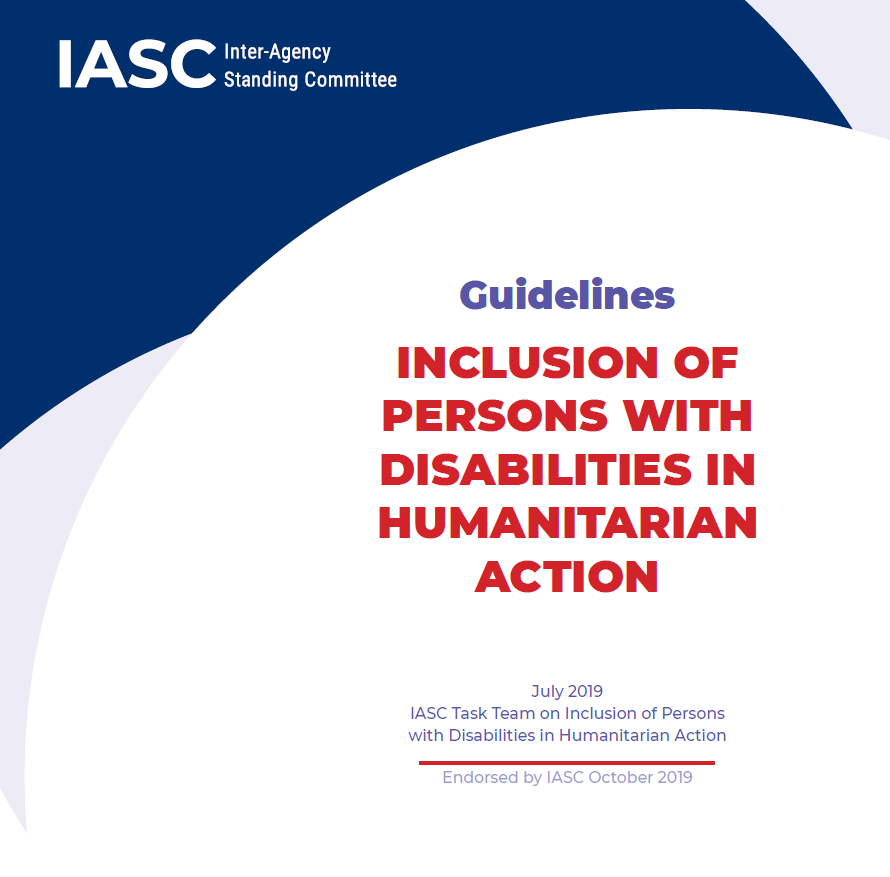 IASC Inter-Agency
Standing Committee
Guidelines
INCLUSION OF
PERSONS WITH
DISABILITIES IN
HUMANITARIAN
ACTION
July 2019
IASC Task Team on Inclusion of Persons
with Disabilities in Humanitarian Action
Endorsed by IASC October 2019